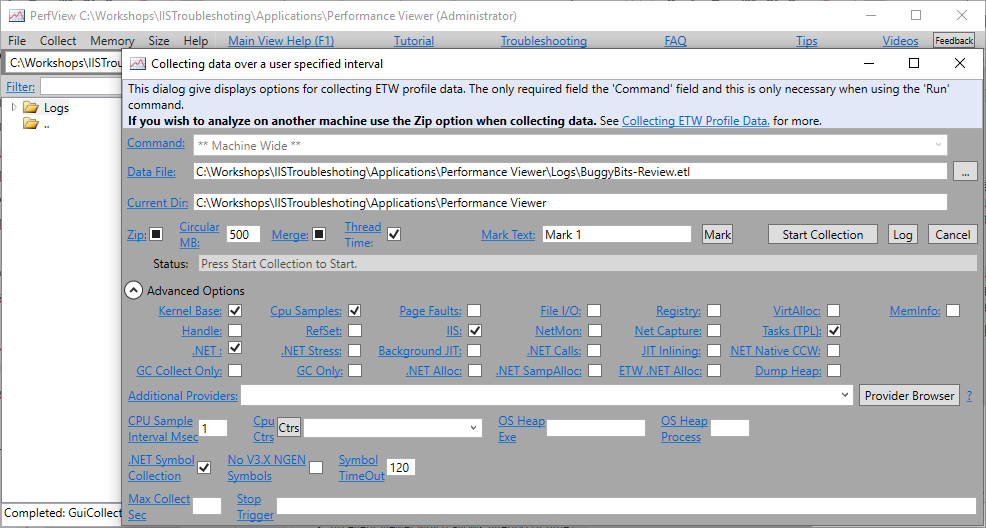 PerfView C:\Workshops\IISTroubleshoting\Applications\Performance Viewer (Administrator)
File Collect Memory Size Help Main View Help (F1) Tutorial Troubleshooting FAQ Tips Videos Feedback
C:\Workshops\IISTrou
Filter:
Logs
..
Completed: GuiCollect
Collecting data over a user specified interval
This dialog give displays options for collecting ETW profile data. The only required field the 'Command' field and this is only necessary when using the 'Run'
command.
If you wish to analyze on another machine use the Zip option when collecting data. See Collecting ETW Profile Data. for more.
Command: ** Machine Wide **
Data File: C:\Workshops\IISTroubleshoting\Applications\Performance Viewer\Logs\BuggyBits-Review.etl ...
Current Dir: C:\Workshops\IISTroubleshoting\Applications\Performance Viewer
Zip: Circular MB: 500 Merge: Thread Time: Mark Text: Mark 1 Mark Start Collection Log Cancel
Status: Press Start Collection to Start.
Advanced Options
Kernel Base: Cpu Samples: Page Faults: File I/O: Registry: VirtAlloc: MemInfo:
Handle: RefSet: IIS: NetMon: Net Capture: Tasks (TPL):
.NET : .NET Stress: Background JIT: .NET Calls: JIT Inlining: .NET Native CCW:
GC Collect Only: GC Only: .NET Alloc: .NET SampAlloc: ETW .NET Alloc: Dump Heap:
Additional Providers: Provider Browser ?
CPU Sample Interval Msec 1 Cpu Ctrs Ctrs OS Heap Exe OS Heap Process
.NET Symbol Collection No V3.X NGEN Symbols Symbol TimeOut 120
Max Collect Sec Stop Trigger